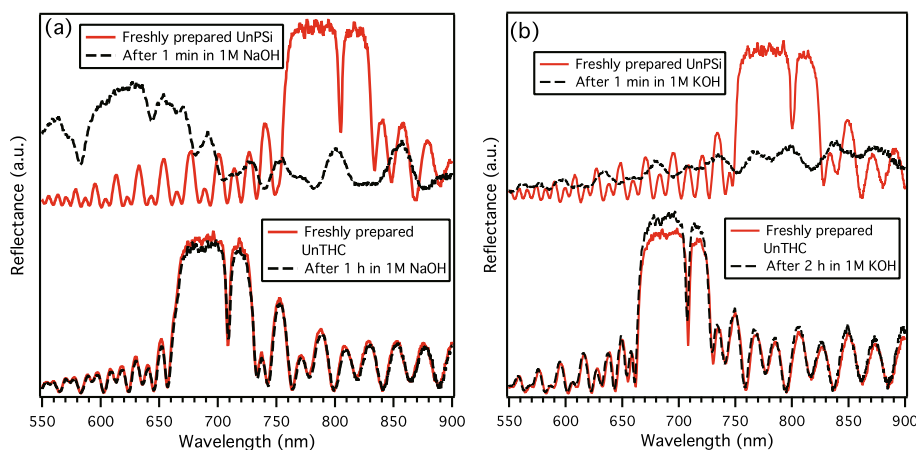 (a)
Freshly prepared UnPSi
After 1 min in 1M NaOH
Freshly prepared
UnTHC
After 1 h in 1M NaOH
Reflectance (a.u.)
550 600 650 700 750 800 850 900
Wavelength (nm)
(b)
Freshly prepared UnPSi
After 1 min in 1M KOH
Freshly prepared
UnTHC
After 2 h in 1M KOH
Reflectance (a.u.)
550 600 650 700 750 800 850 900
Wavelength (nm)